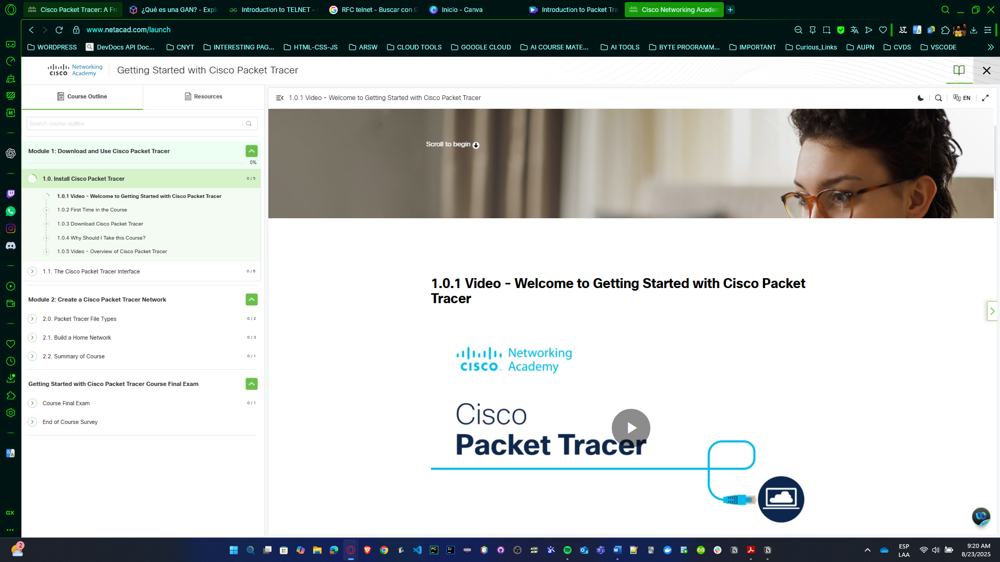 Cisco Packet Tracer: A Fre
¿Qué es una GAN? - Expli
Introduction to TELNET -
RFC telnet - Buscar con G
Inicio - Canva
Introduction to Packet Tra
Cisco Networking Academ
www.netacad.com/launch
WORDPRESS
DevDocs API Doc...
CNYT
INTERESTING PAG...
HTML-CSS-JS
ARSW
CLOUD TOOLS
GOOGLE CLOUD
AI COURSE MATE...
AI TOOLS
BYTE PROGRAMM...
IMPORTANT
Curious_Links
AUPN
CVDS
VSCODE
CISCO Networking Academy
Getting Started with Cisco Packet Tracer
Course Outline
Resources
Search course outline
Module 1: Download and Use Cisco Packet Tracer
0%
1.0. Install Cisco Packet Tracer 0 / 5
1.0.1 Video - Welcome to Getting Started with Cisco Packet Tracer
1.0.2 First Time in the Course
1.0.3 Download Cisco Packet Tracer
1.0.4 Why Should I Take this Course?
1.0.5 Video - Overview of Cisco Packet Tracer
1.1. The Cisco Packet Tracer Interface 0 / 6
Module 2: Create a Cisco Packet Tracer Network
2.0. Packet Tracer File Types 0 / 2
2.1. Build a Home Network 0 / 3
2.2. Summary of Course 0 / 1
Getting Started with Cisco Packet Tracer Course Final Exam
Course Final Exam 0 / 1
End of Course Survey
1.0.1 Video - Welcome to Getting Started with Cisco Packet Tracer
EN
Scroll to begin
1.0.1 Video - Welcome to Getting Started with Cisco Packet
Tracer
Networking
CISCO Academy
Cisco
Packet Tracer
GX
2
ESP
LAA
9:20 AM
8/23/2025